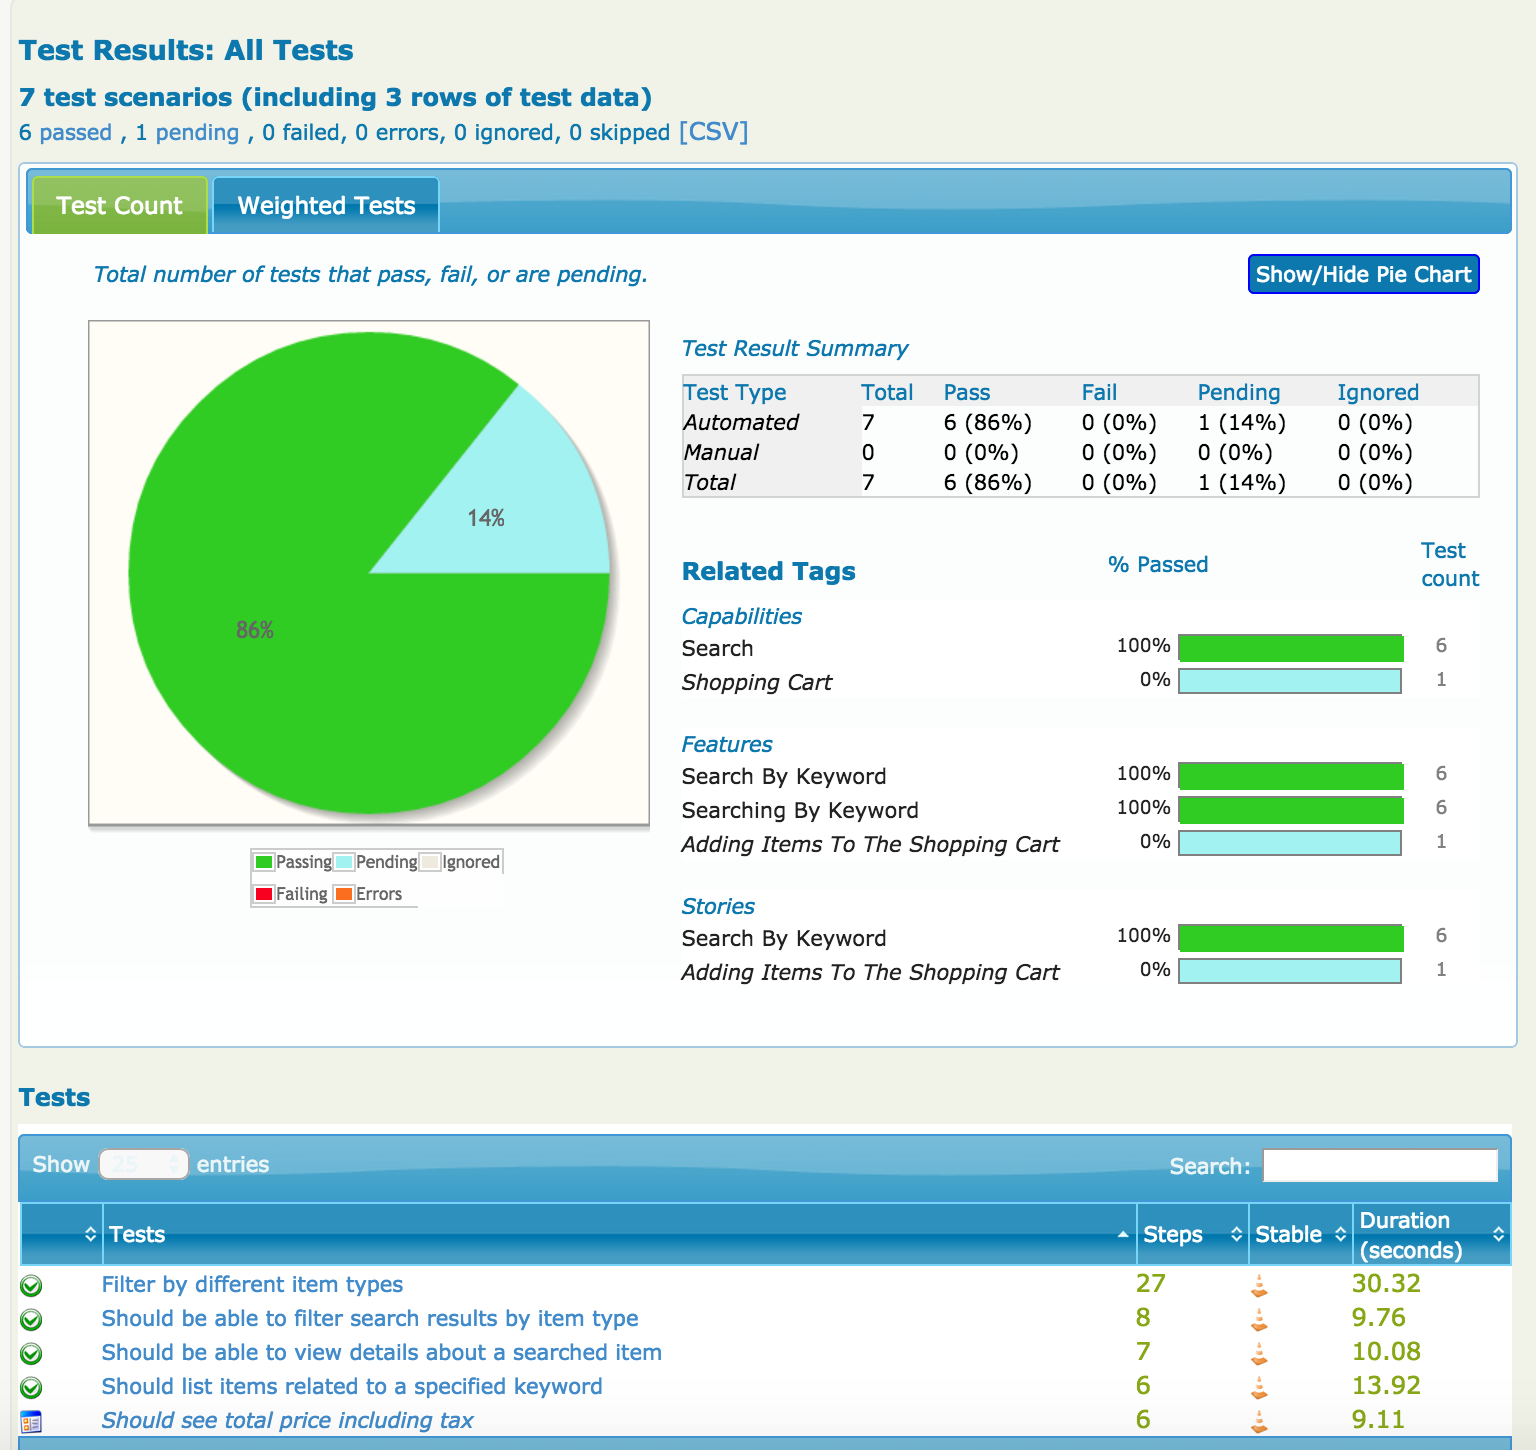 Test Results: All Tests
7 test scenarios (including 3 rows of test data)
6 passed , 1 pending , 0 failed, 0 errors, 0 ignored, 0 skipped [CSV]
Test Count Weighted Tests
Total number of tests that pass, fail, or are pending.
Show/Hide Pie Chart
14%
86%
Passing Pending Ignored
Failing Errors
Test Result Summary
Test Type Total Pass Fail Pending Ignored
Automated 7 6 (86%) 0 (0%) 1 (14%) 0 (0%)
Manual 0 0 (0%) 0 (0%) 0 (0%) 0 (0%)
Total 7 6 (86%) 0 (0%) 1 (14%) 0 (0%)
Related Tags % Passed Test count
Capabilities
Search 100% 6
Shopping Cart 0% 1
Features
Search By Keyword 100% 6
Searching By Keyword 100% 6
Adding Items To The Shopping Cart 0% 1
Stories
Search By Keyword 100% 6
Adding Items To The Shopping Cart 0% 1
Tests
Show 25 entries Search:
Tests Steps Stable Duration (seconds)
Filter by different item types 27 30.32
Should be able to filter search results by item type 8 9.76
Should be able to view details about a searched item 7 10.08
Should list items related to a specified keyword 6 13.92
Should see total price including tax 6 9.11